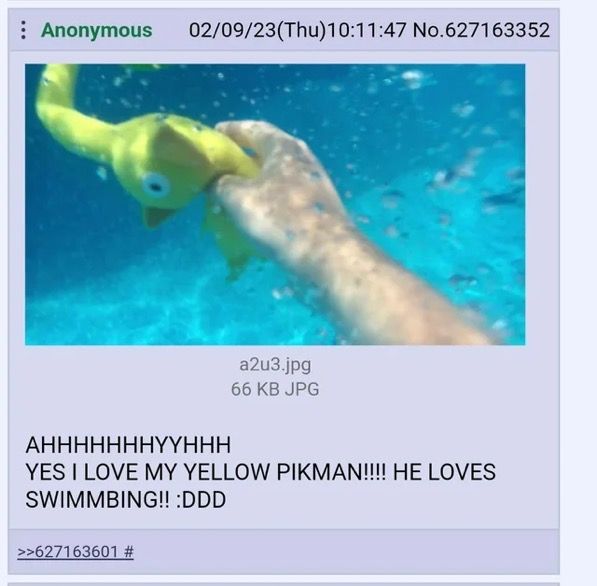 Anonymous 02/09/23(Thu)10:11:47 No.627163352
a2u3.jpg
66 KB JPG
AHHHHHHHYYHHH
YES I LOVE MY YELLOW PIKMAN!!!! HE LOVES
SWIMMBING!! :DDD
>>627163601 #